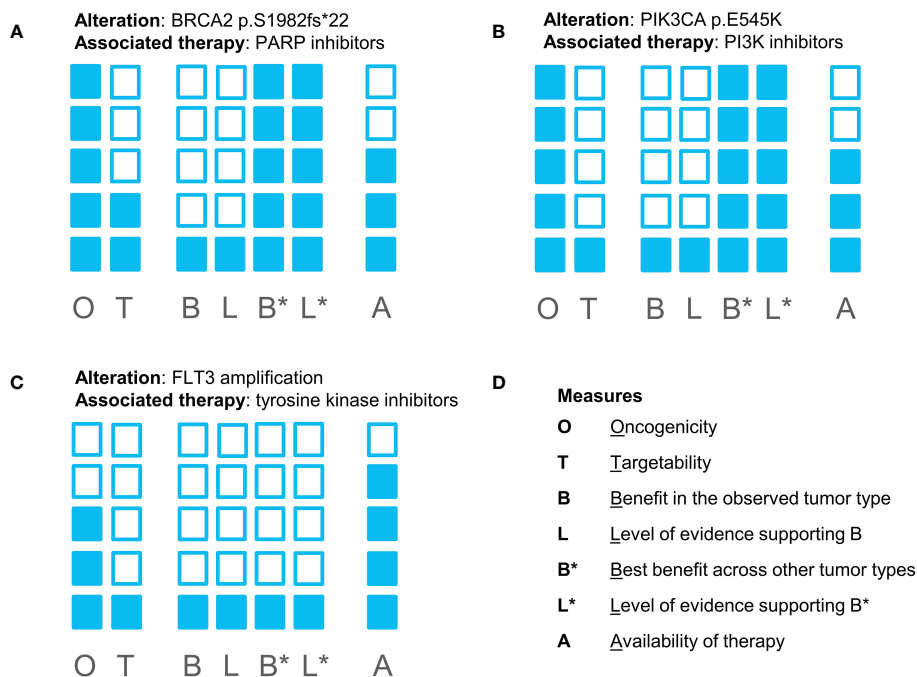 A
Alteration: BRCA2 p.S1982fs*22
Associated therapy: PARP inhibitors
O T B L B* L* A
B
Alteration: PIK3CA p.E545K
Associated therapy: PI3K inhibitors
O T B L B* L* A
C
Alteration: FLT3 amplification
Associated therapy: tyrosine kinase inhibitors
O T B L B* L* A
D
Measures
O Oncogenicity
T Targetability
B Benefit in the observed tumor type
L Level of evidence supporting B
B* Best benefit across other tumor types
L* Level of evidence supporting B*
A Availability of therapy